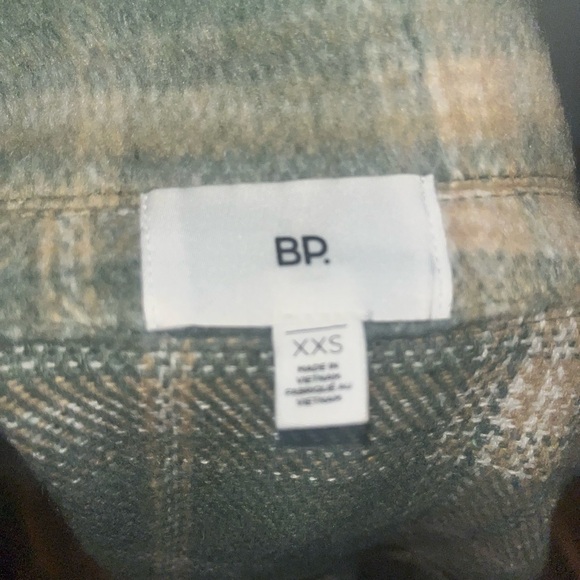 BP.
XXS
MADE IN
VIETNAM
FABRIQUÉ AU
VIETNAM